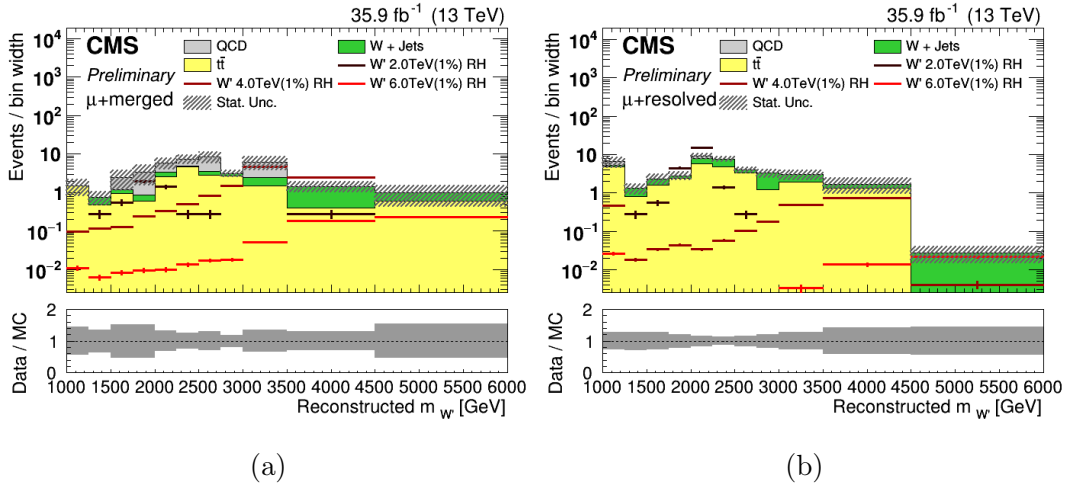 35.9 fb⁻¹ (13 TeV)
CMS
Preliminary
μ+merged
QCD
W + Jets
tt̄
W' 2.0TeV(1%) RH
W' 4.0TeV(1%) RH
W' 6.0TeV(1%) RH
Stat. Unc.
Events / bin width
10⁴
10³
10²
10
1
10⁻¹
10⁻²
Data / MC
2
1
0
1000 1500 2000 2500 3000 3500 4000 4500 5000 5500 6000
Reconstructed m W' [GeV]
(a)
35.9 fb⁻¹ (13 TeV)
CMS
Preliminary
μ+resolved
QCD
W + Jets
tt̄
W' 2.0TeV(1%) RH
W' 4.0TeV(1%) RH
W' 6.0TeV(1%) RH
Stat. Unc.
Events / bin width
10⁴
10³
10²
10
1
10⁻¹
10⁻²
Data / MC
2
1
0
1000 1500 2000 2500 3000 3500 4000 4500 5000 5500 6000
Reconstructed m W' [GeV]
(b)